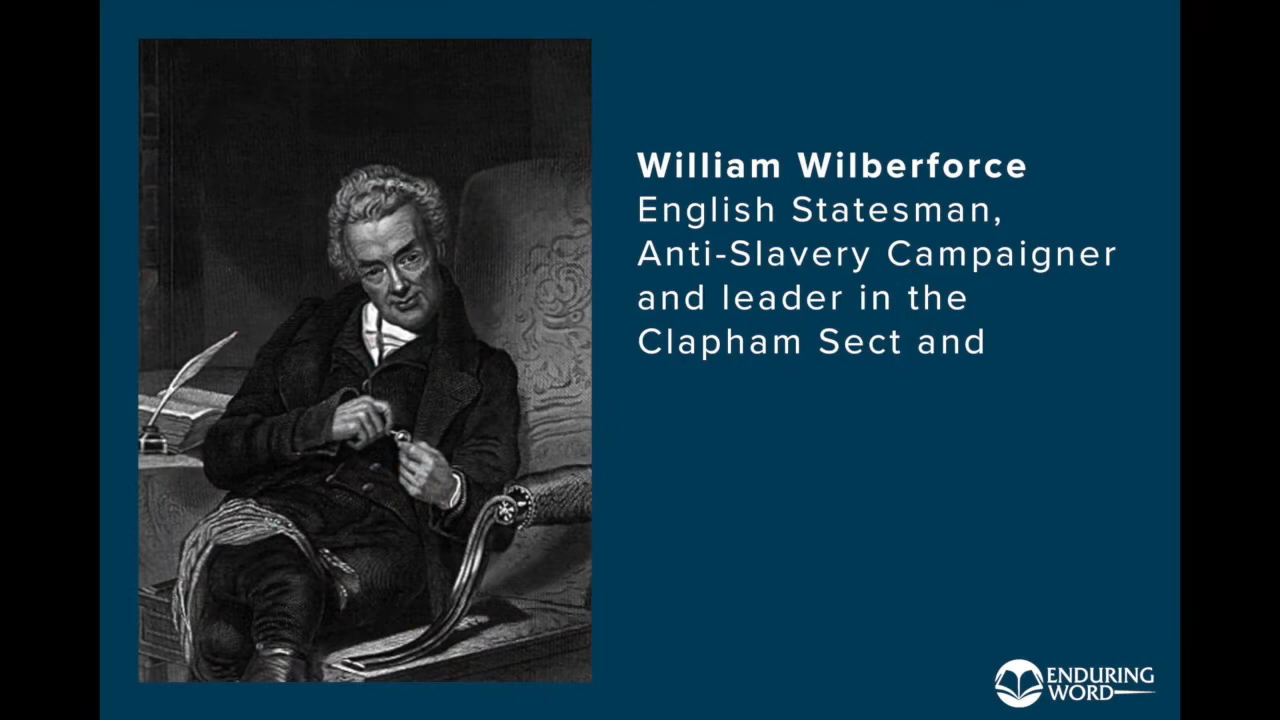 William Wilberforce
English Statesman,
Anti-Slavery Campaigner
and leader in the
Clapham Sect and
ENDURING
WORD